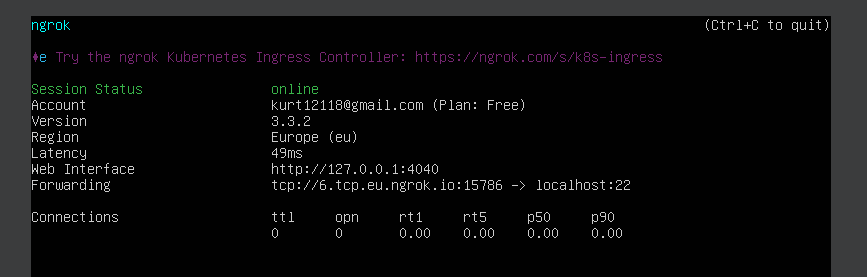 ngrok (Ctrl+C to quit)
♦e Try the ngrok Kubernetes Ingress Controller: https://ngrok.com/s/k8s-ingress
Session Status online
Account kurt12118@gmail.com (Plan: Free)
Version 3.3.2
Region Europe (eu)
Latency 49ms
Web Interface http://127.0.0.1:4040
Forwarding tcp://6.tcp.eu.ngrok.io:15786 -> localhost:22
Connections ttl opn rt1 rt5 p50 p90
0 0 0.00 0.00 0.00 0.00